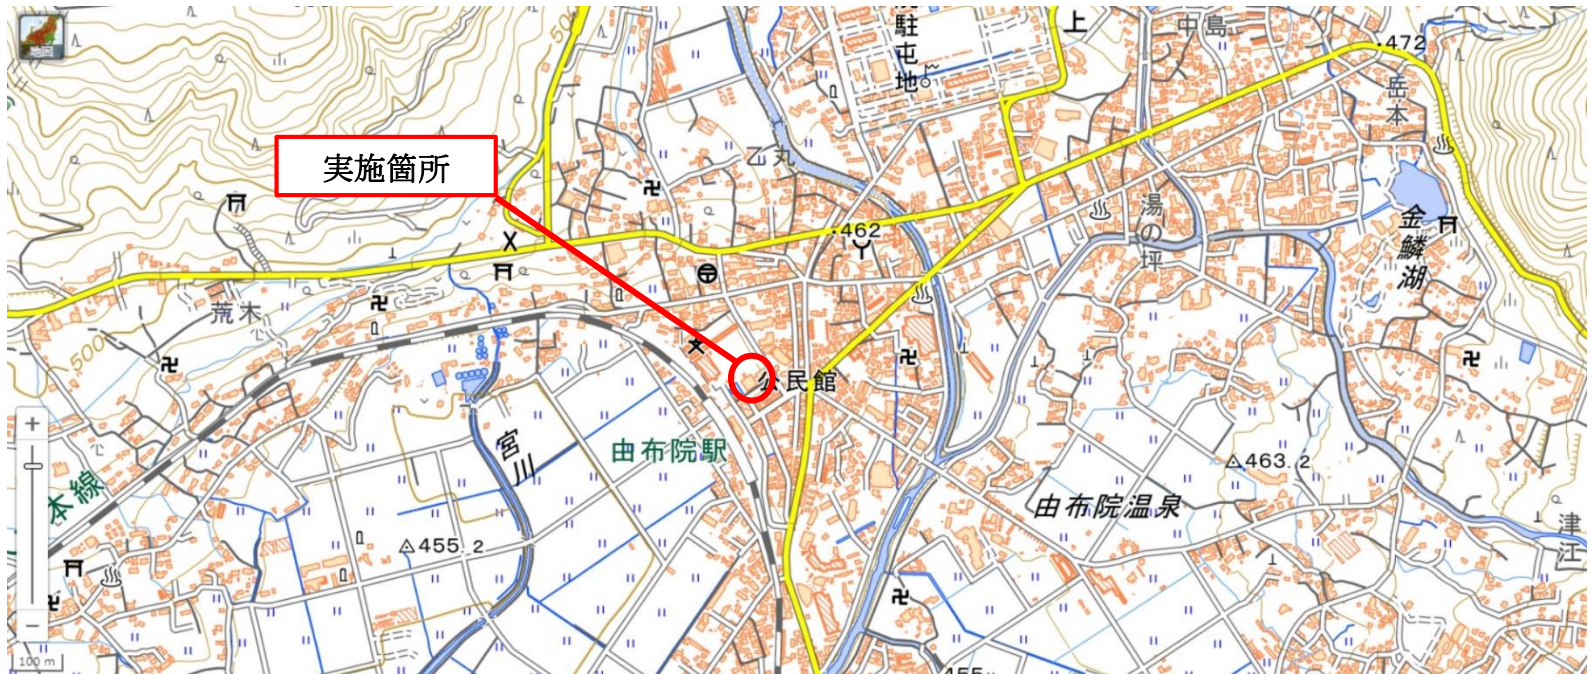 地図
駐屯地
上
中島
472
岳本
実施箇所
乙丸
462
湯の坪
金鱗湖
荒木
500
公民館
由布院駅
宮川
463.2
由布院温泉
本線
455.2
津江
455
100 m